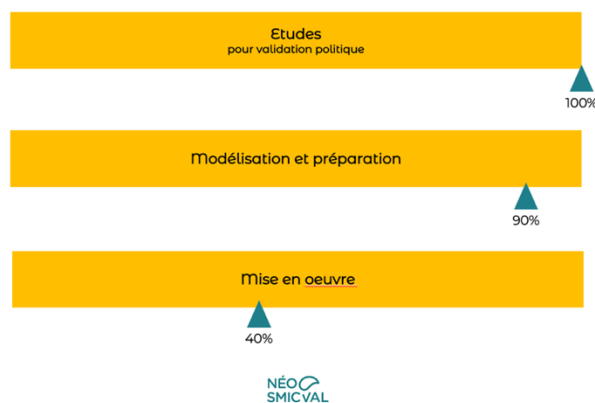 Etudes
pour validation politique
100%
Modélisation et préparation
90%
Mise en oeuvre
40%
NÉO
SMICVAL